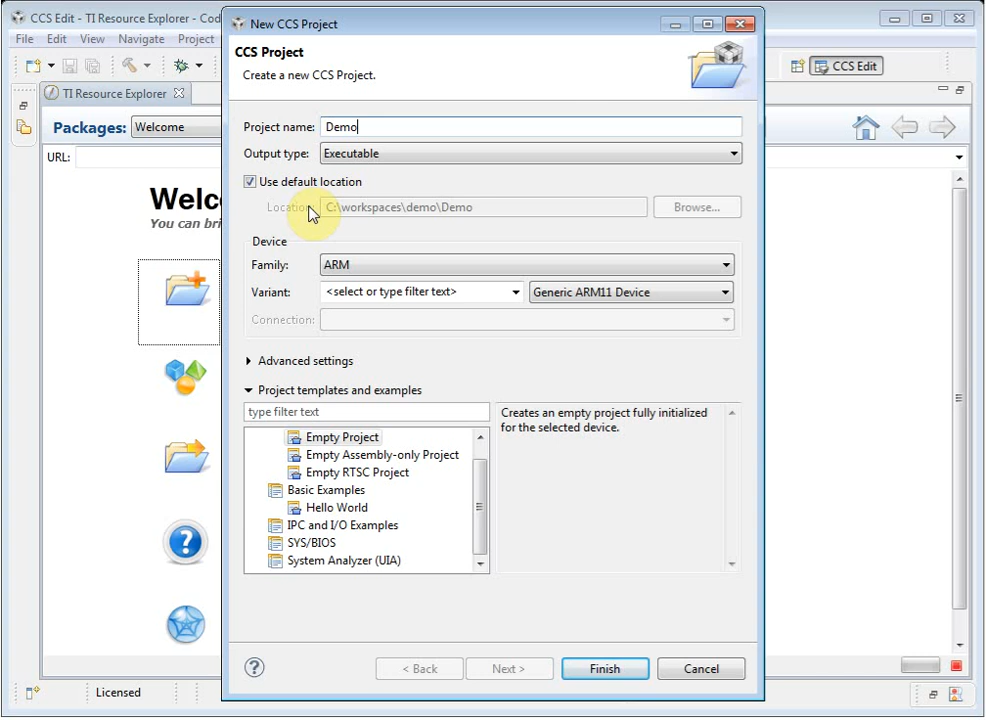 CCS Edit - TI Resource Explorer - Cod
New CCS Project
File Edit View Navigate Project
CCS Project
Create a new CCS Project.
CCS Edit
TI Resource Explorer
Packages: Welcome
Project name: Demo
Output type: Executable
URL:
Use default location
Welc
You can bri
Location: C:\workspaces\demo\Demo Browse...
Device
Family: ARM
Variant: <select or type filter text> Generic ARM11 Device
Connection:
Advanced settings
Project templates and examples
type filter text
Creates an empty project fully initialized
for the selected device.
Empty Project
Empty Assembly-only Project
Empty RTSC Project
Basic Examples
Hello World
IPC and I/O Examples
SYS/BIOS
System Analyzer (UIA)
< Back Next > Finish Cancel
Licensed